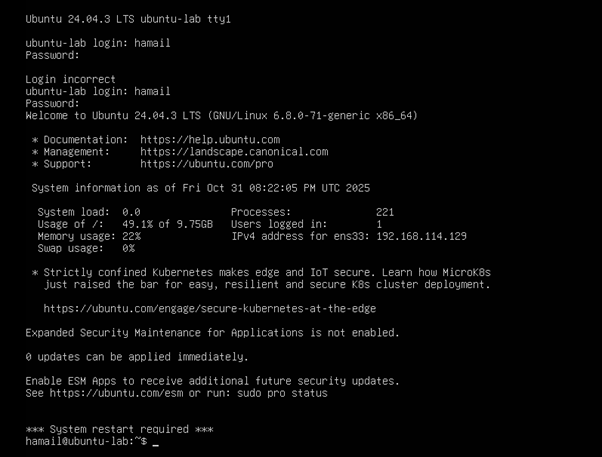 Ubuntu 24.04.3 LTS ubuntu-lab tty1
ubuntu-lab login: hamail
Password:
Login incorrect
ubuntu-lab login: hamail
Password:
Welcome to Ubuntu 24.04.3 LTS (GNU/Linux 6.8.0-71-generic x86_64)
* Documentation:  https://help.ubuntu.com
* Management:     https://landscape.canonical.com
* Support:        https://ubuntu.com/pro
System information as of Fri Oct 31 08:22:05 PM UTC 2025
System load:  0.0               Processes:              221
Usage of /:   49.1% of 9.75GB   Users logged in:        1
Memory usage: 22%               IPv4 address for ens33: 192.168.114.129
Swap usage:   0%
* Strictly confined Kubernetes makes edge and IoT secure. Learn how MicroK8s
just raised the bar for easy, resilient and secure K8s cluster deployment.
https://ubuntu.com/engage/secure-kubernetes-at-the-edge
Expanded Security Maintenance for Applications is not enabled.
0 updates can be applied immediately.
Enable ESM Apps to receive additional future security updates.
See https://ubuntu.com/esm or run: sudo pro status
*** System restart required ***
hamail@ubuntu-lab:~$ _